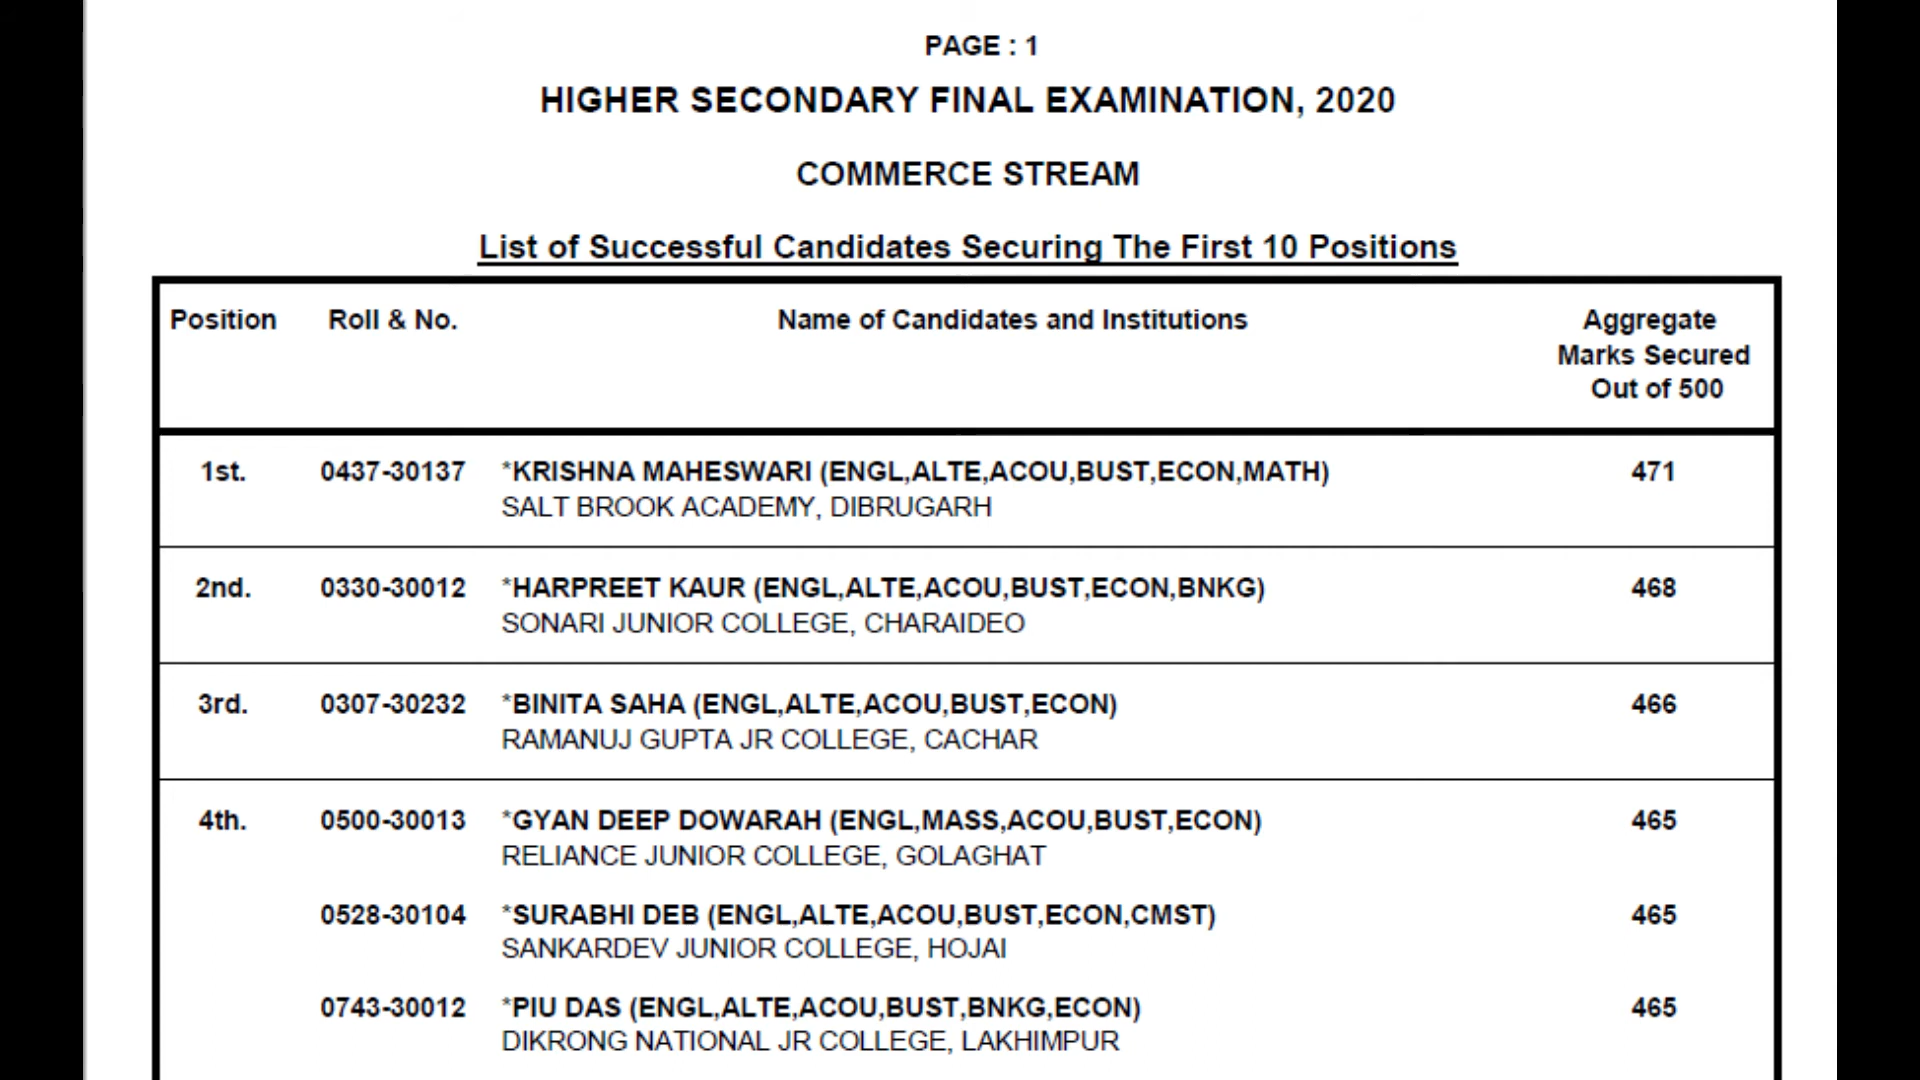 PAGE : 1
HIGHER SECONDARY FINAL EXAMINATION, 2020
COMMERCE STREAM
List of Successful Candidates Securing The First 10 Positions
Position Roll & No. Name of Candidates and Institutions Aggregate
Marks Secured
Out of 500
1st. 0437-30137 *KRISHNA MAHESWARI (ENGL,ALTE,ACOU,BUST,ECON,MATH) 471
SALT BROOK ACADEMY, DIBRUGARH
2nd. 0330-30012 *HARPREET KAUR (ENGL,ALTE,ACOU,BUST,ECON,BNKG) 468
SONARI JUNIOR COLLEGE, CHARAIDEO
3rd. 0307-30232 *BINITA SAHA (ENGL,ALTE,ACOU,BUST,ECON) 466
RAMANUJ GUPTA JR COLLEGE, CACHAR
4th. 0500-30013 *GYAN DEEP DOWARAH (ENGL,MASS,ACOU,BUST,ECON) 465
RELIANCE JUNIOR COLLEGE, GOLAGHAT
0528-30104 *SURABHI DEB (ENGL,ALTE,ACOU,BUST,ECON,CMST) 465
SANKARDEV JUNIOR COLLEGE, HOJAI
0743-30012 *PIU DAS (ENGL,ALTE,ACOU,BUST,BNKG,ECON) 465
DIKRONG NATIONAL JR COLLEGE, LAKHIMPUR